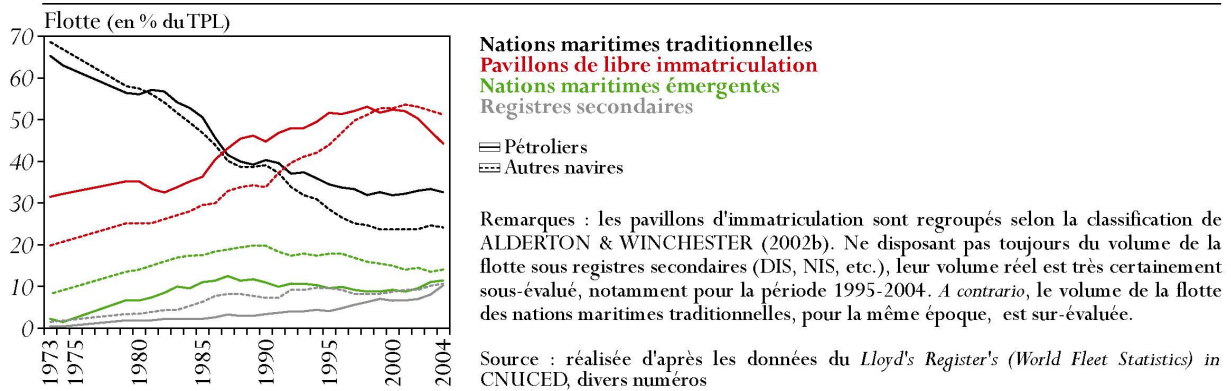 Flotte (en % du TPL)
70
60
50
40
30
20
10
0
1973
1975
1980
1985
1990
1995
2000
2004
Nations maritimes traditionnelles
Pavillons de libre immatriculation
Nations maritimes émergentes
Registres secondaires
Pétroliers
Autres navires
Remarques : les pavillons d'immatriculation sont regroupés selon la classification de
ALDERTON & WINCHESTER (2002b). Ne disposant pas toujours du volume de la
flotte sous registres secondaires (DIS, NIS, etc.), leur volume réel est très certainement
sous-évalué, notamment pour la période 1995-2004. A contrario, le volume de la flotte
des nations maritimes traditionnelles, pour la même époque, est sur-évaluée.
Source : réalisée d'après les données du Lloyd's Register's (World Fleet Statistics) in
CNUCED, divers numéros